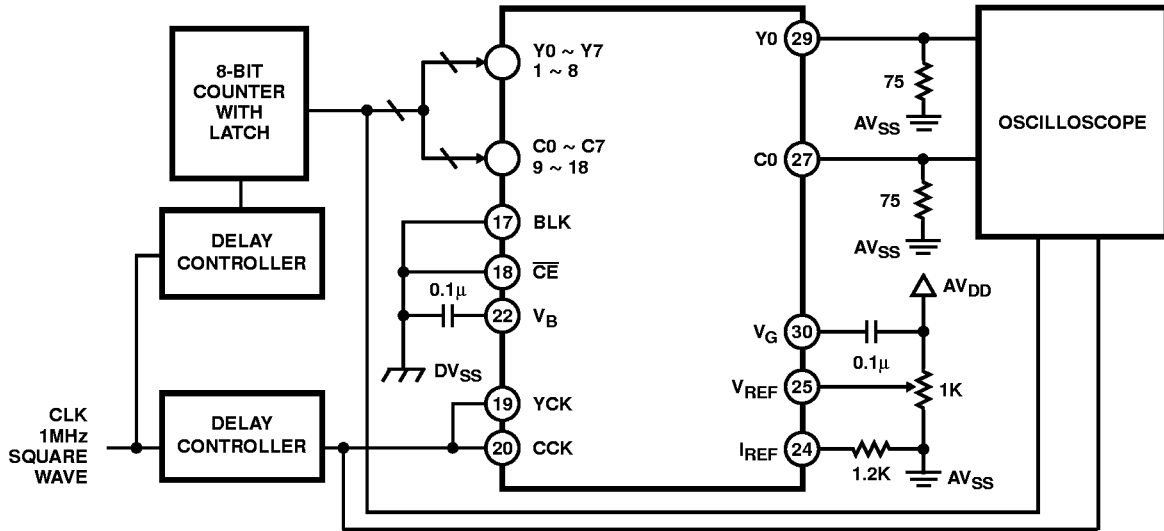 8-BIT
COUNTER
WITH
LATCH
DELAY
CONTROLLER
CLK
1MHz
SQUARE
WAVE
DELAY
CONTROLLER
Y0 ~ Y7
1 ~ 8
C0 ~ C7
9 ~ 18
17 BLK
18 C̅E̅
0.1μ
22 VB
DVSS
19 YCK
20 CCK
Y0 29
75
AVSS
C0 27
75
AVSS
OSCILLOSCOPE
AVDD
VG 30
0.1μ
VREF 25
1K
IREF 24
1.2K
AVSS